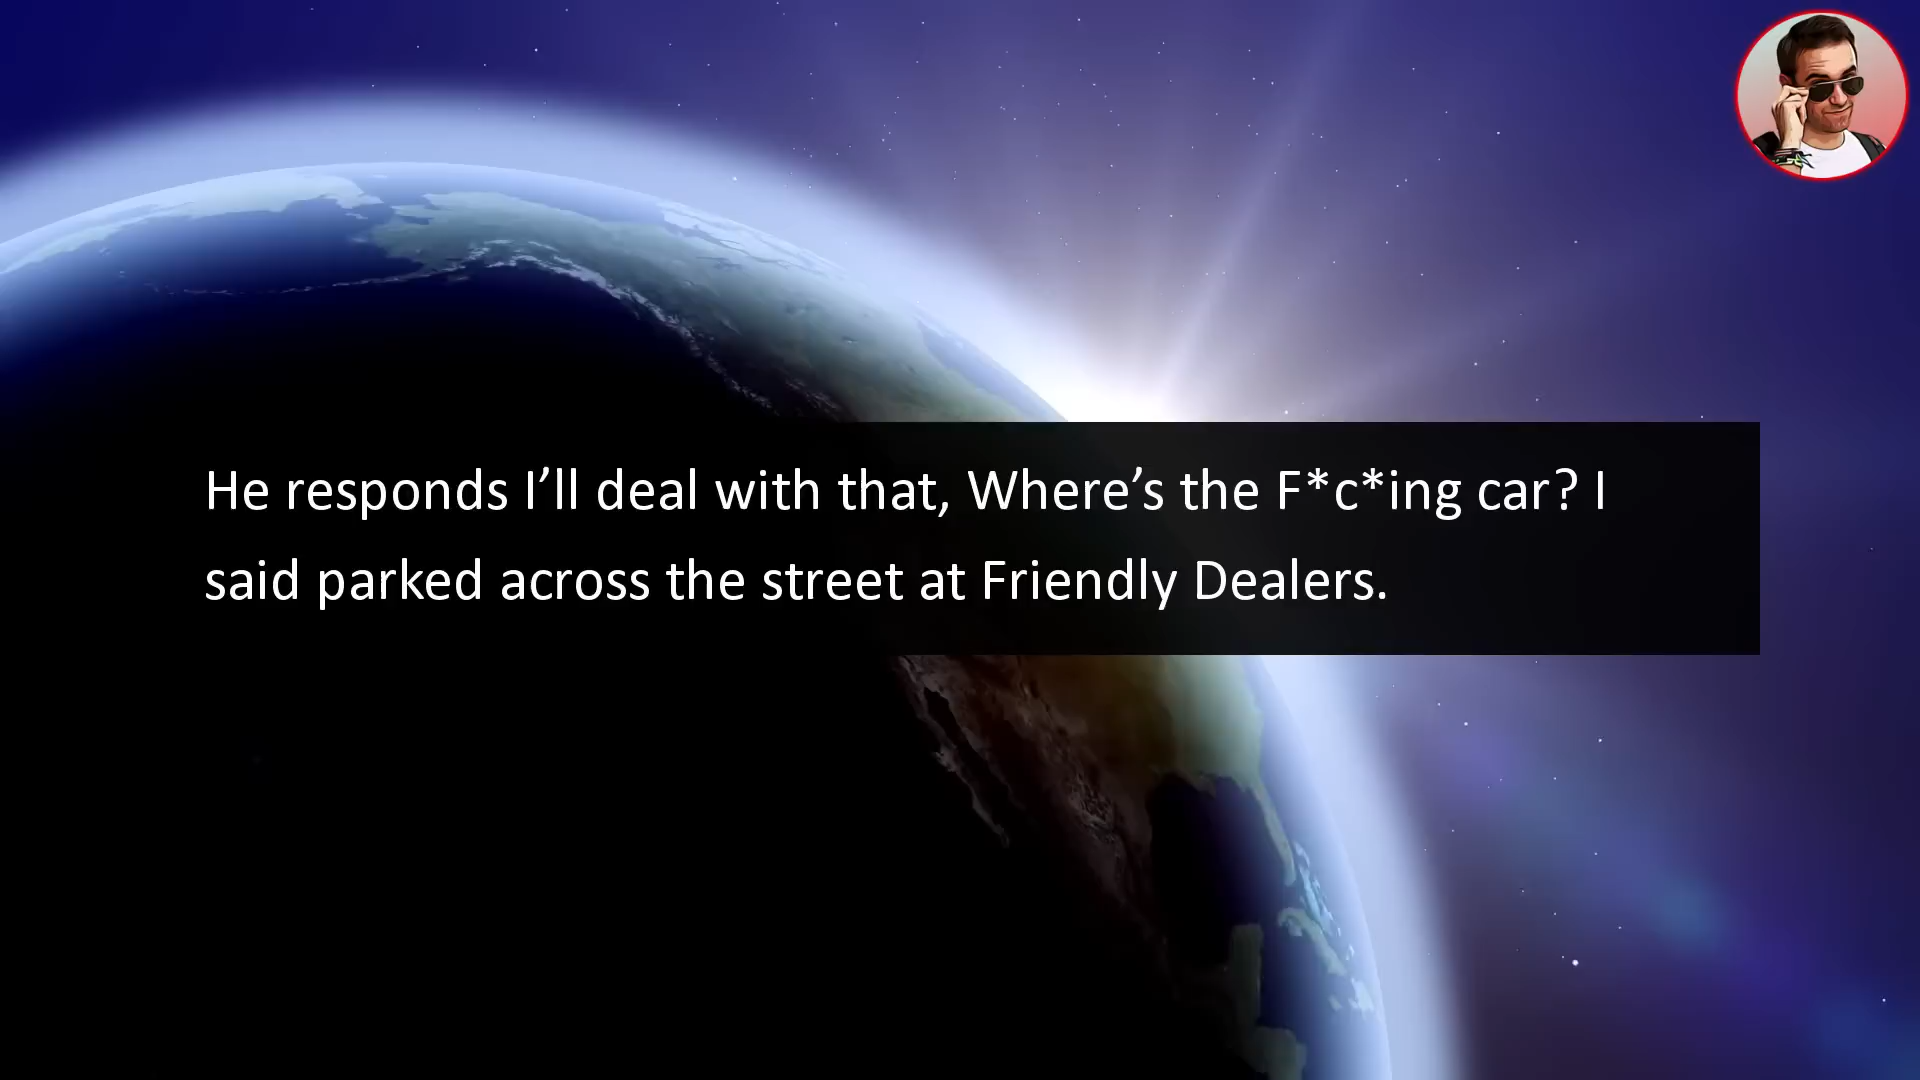 He responds I’ll deal with that, Where’s the F*c*ing car? I
said parked across the street at Friendly Dealers.